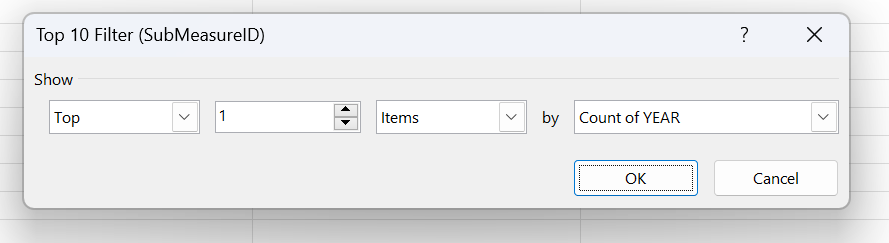 Top 10 Filter (SubMeasureID) ?
Show
Top 1 Items by Count of YEAR
OK Cancel